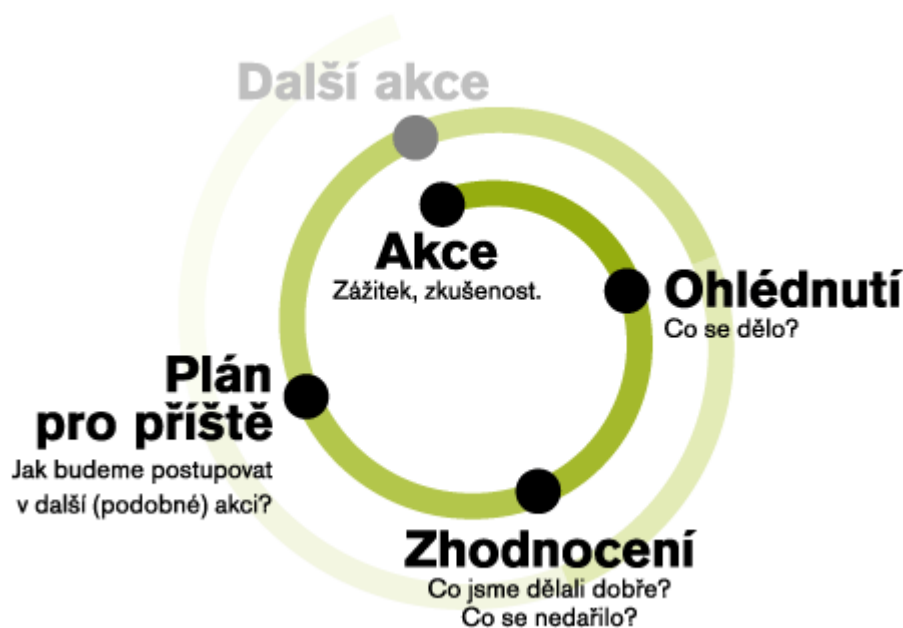 Další akce
Akce
Zážitek, zkušenost.
Ohlédnutí
Co se dělo?
Zhodnocení
Co jsme dělali dobře?
Co se nedařilo?
Plán
pro příště
Jak budeme postupovat
v další (podobné) akci?